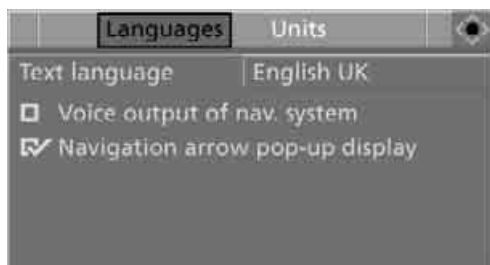 Languages Units
Text language English UK
Voice output of nav. system
Navigation arrow pop-up display